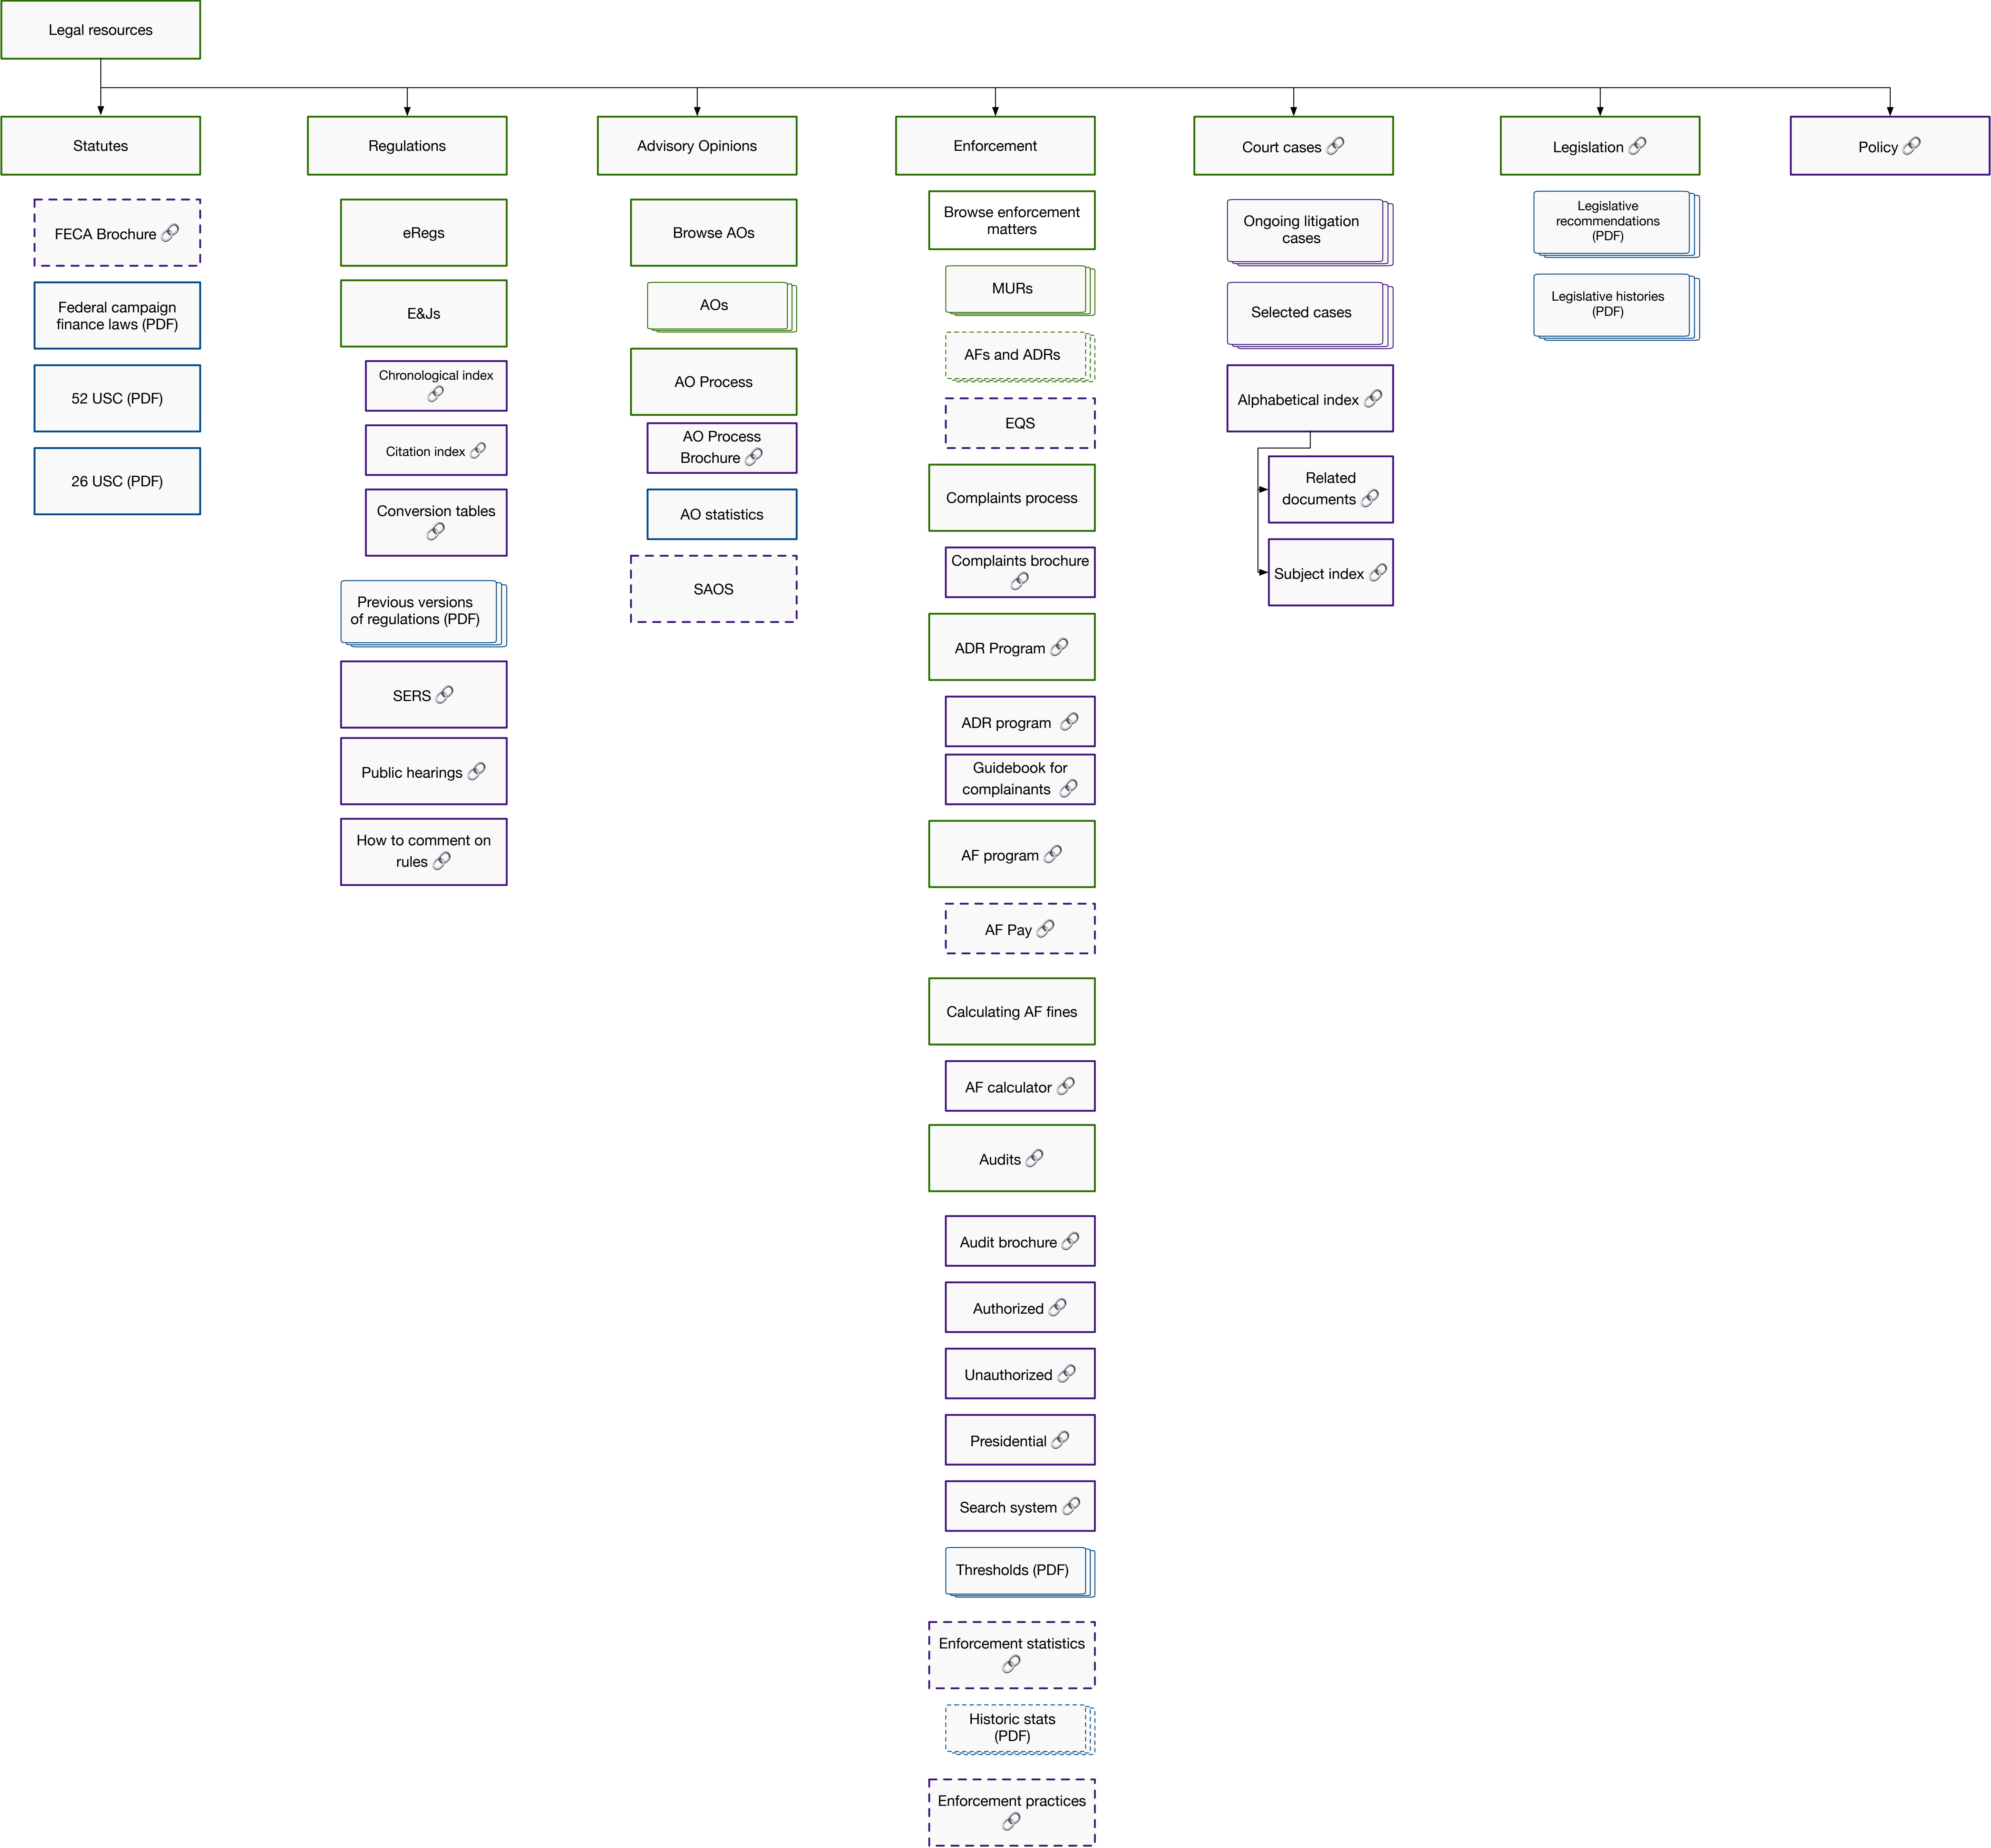 Legal resources
Statutes
Regulations
Advisory Opinions
Enforcement
Court cases
Legislation
Policy
FECA Brochure
Federal campaign
finance laws (PDF)
52 USC (PDF)
26 USC (PDF)
eRegs
E&Js
Chronological index
Citation index
Conversion tables
Previous versions
of regulations (PDF)
SERS
Public hearings
How to comment on
rules
Browse AOs
AOs
AO Process
AO Process
Brochure
AO statistics
SAOS
Browse enforcement
matters
MURs
AFs and ADRs
EQS
Complaints process
Complaints brochure
ADR Program
ADR program
Guidebook for
complainants
AF program
AF Pay
Calculating AF fines
AF calculator
Audits
Audit brochure
Authorized
Unauthorized
Presidential
Search system
Thresholds (PDF)
Enforcement statistics
Historic stats
(PDF)
Enforcement practices
Ongoing litigation
cases
Selected cases
Alphabetical index
Related
documents
Subject index
Legislative
recommendations
(PDF)
Legislative histories
(PDF)